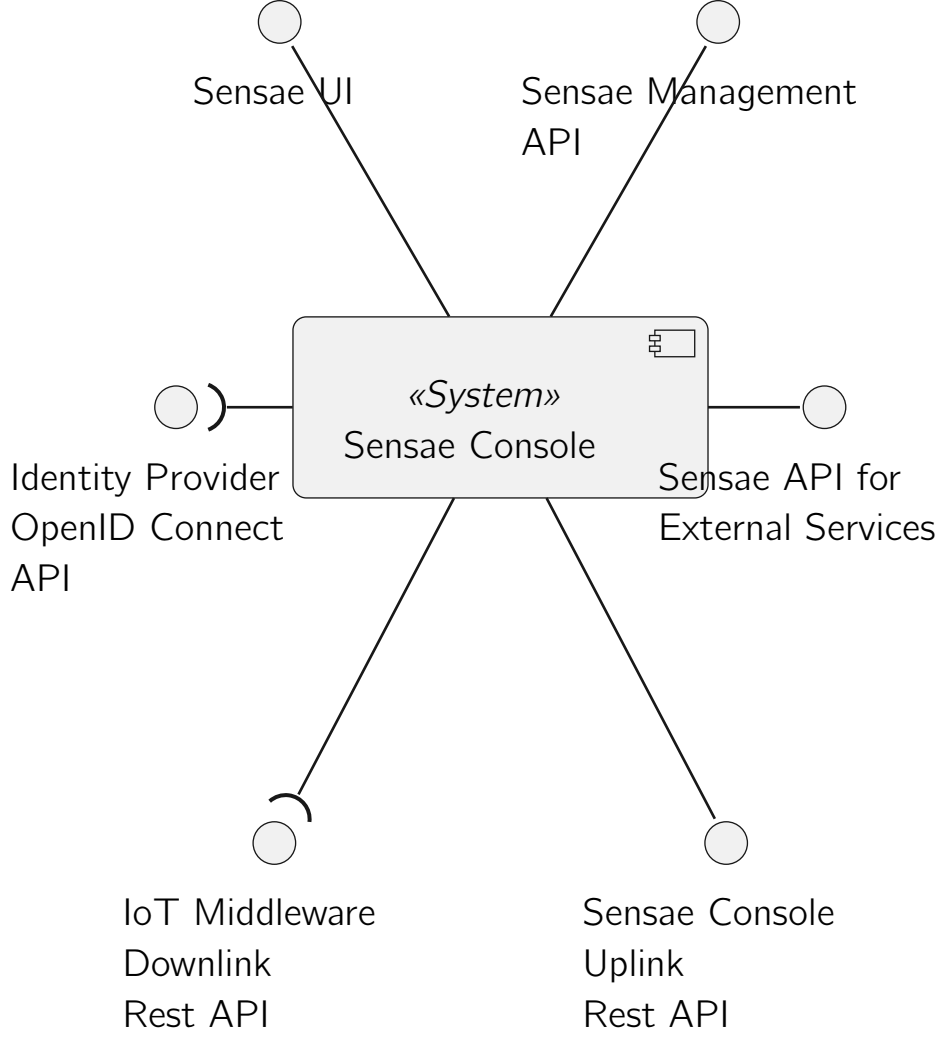 Sensae UI
Sensae Management
API
«System»
Sensae Console
Identity Provider
OpenID Connect
API
Sensae API for
External Services
IoT Middleware
Downlink
Rest API
Sensae Console
Uplink
Rest API